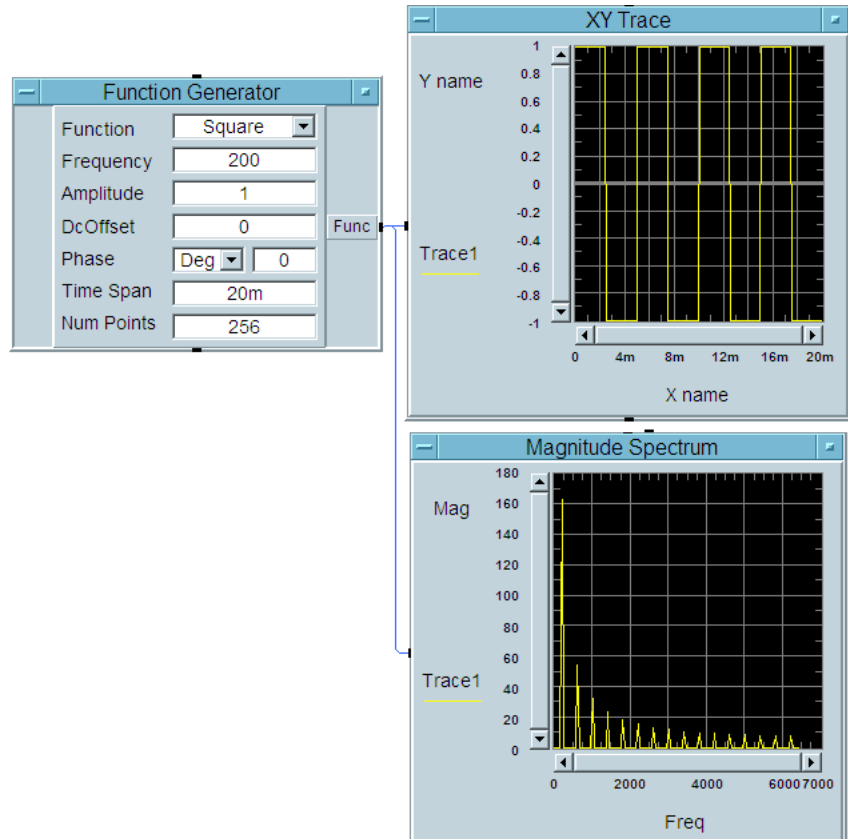 Function Generator
Function Square
Frequency 200
Amplitude 1
DcOffset 0
Phase Deg 0
Time Span 20m
Num Points 256
Func
XY Trace
Y name
Trace1
1
0.8
0.6
0.4
0.2
0
-0.2
-0.4
-0.6
-0.8
-1
0 4m 8m 12m 16m 20m
X name
Magnitude Spectrum
Mag
Trace1
180
160
140
120
100
80
60
40
20
0
0 2000 4000 6000 7000
Freq